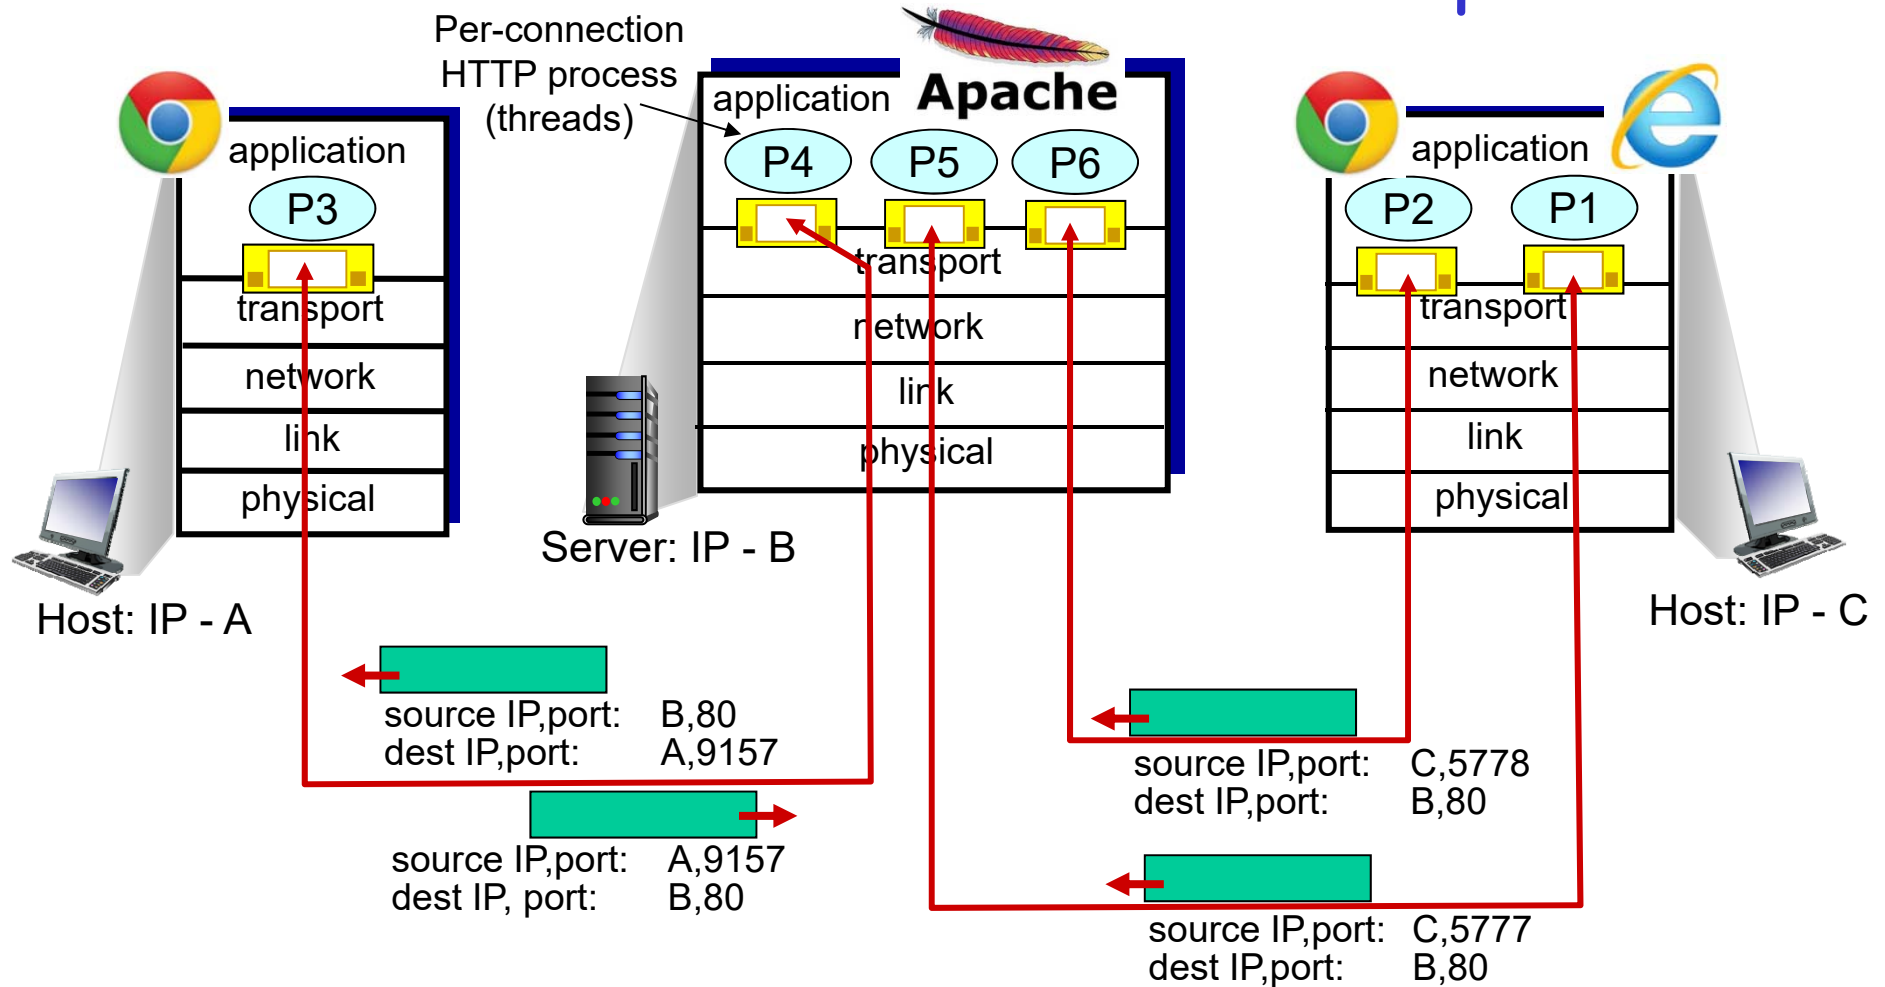 Per-connection
HTTP process
(threads)
application
Apache
P4
P5
P6
transport
network
link
physical
Server: IP - B
application
P3
transport
network
link
physical
Host: IP - A
application
P2
P1
transport
network
link
physical
Host: IP - C
source IP,port: B,80
dest IP,port: A,9157
source IP,port: A,9157
dest IP, port: B,80
source IP,port: C,5778
dest IP,port: B,80
source IP,port: C,5777
dest IP,port: B,80